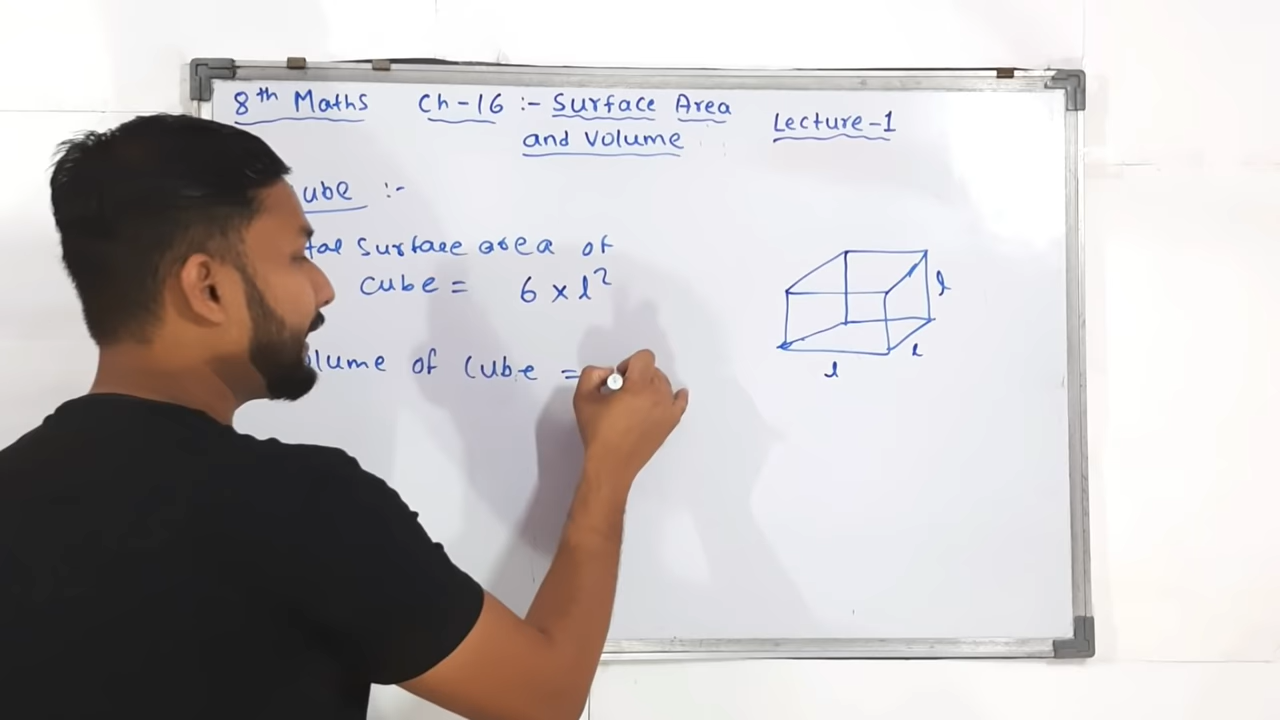 8th Maths Ch-16 :- Surface Area
and Volume
Lecture-1
ube :-
tal surface area of
cube = 6 × l²
lume of cube =
l
l
l